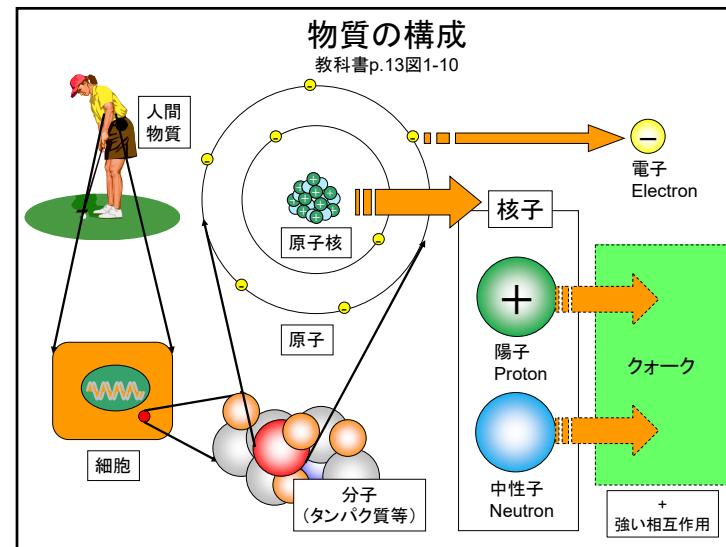 物質の構成
教科書p.13図1-10
人間
物質
電子
Electron
原子核
核子
原子
+
陽子
Proton
クォーク
細胞
分子
（タンパク質等）
中性子
Neutron
+
強い相互作用